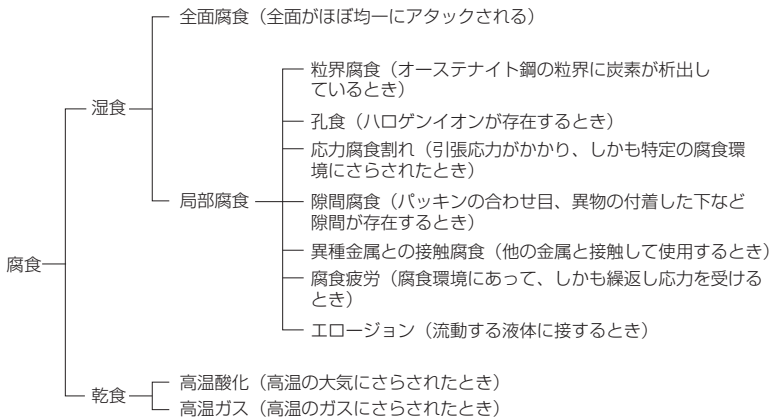 全面腐食（全面がほぼ均一にアタックされる）
粒界腐食（オーステナイト鋼の粒界に炭素が析出し
ているとき）
湿食
孔食（ハロゲンイオンが存在するとき）
応力腐食割れ（引張応力がかかり、しかも特定の腐食環
境にさらされたとき）
局部腐食
隙間腐食（パッキンの合わせ目、異物の付着した下など
隙間が存在するとき）
異種金属との接触腐食（他の金属と接触して使用するとき）
腐食
腐食疲労（腐食環境にあって、しかも繰返し応力を受ける
とき）
エロージョン（流動する液体に接するとき）
乾食
高温酸化（高温の大気にさらされたとき）
高温ガス（高温のガスにさらされたとき）